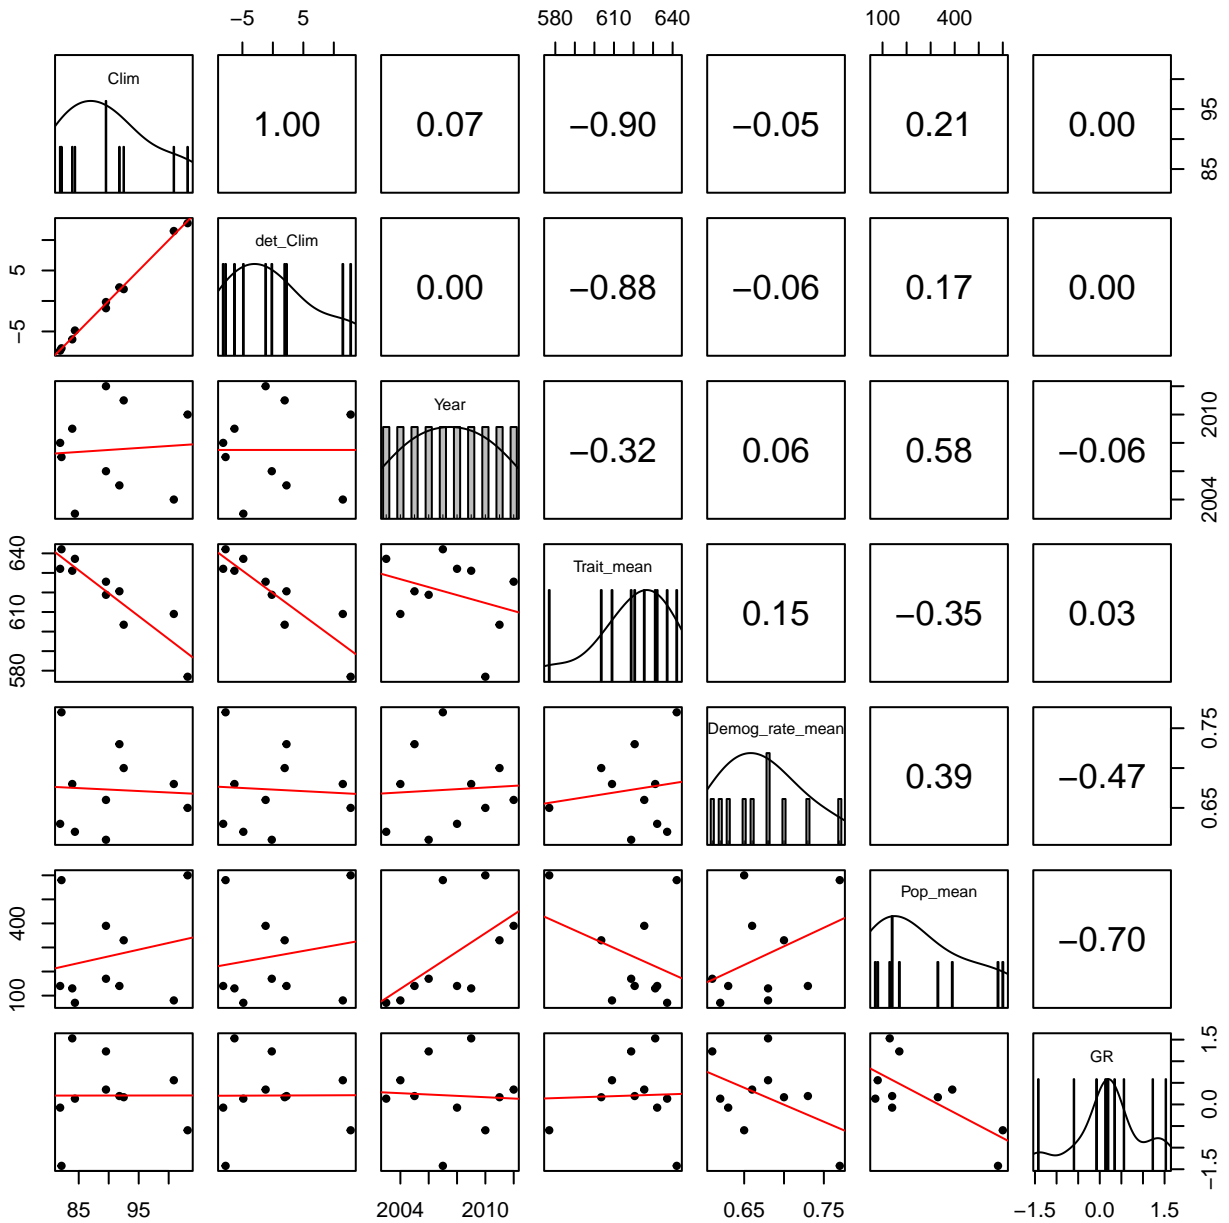 −5 5 580 610 640 100 400
Clim 1.00 0.07 −0.90 −0.05 0.21 0.00 85 95
−5 5 det_Clim 0.00 −0.88 −0.06 0.17 0.00
Year −0.32 0.06 0.58 −0.06 2004 2010
580 610 640 Trait_mean 0.15 −0.35 0.03
Demog_rate_mean 0.39 −0.47 0.65 0.75
100 400 Pop_mean −0.70
GR −1.5 0.0 1.5
85 95 2004 2010 0.65 0.75 −1.5 0.0 1.5